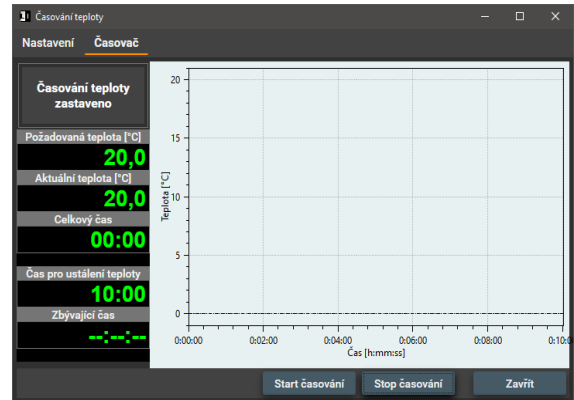 Časování teploty
Nastavení Časovač
Časování teploty
zastaveno
Požadovaná teplota [°C]
20,0
Aktuální teplota [°C]
20,0
Celkový čas
00:00
Čas pro ustálení teploty
10:00
Zbývající čas
--:--:--
Teplota [°C]
20
15
10
5
0
0:00:00 0:02:00 0:04:00 0:06:00 0:08:00 0:10:0
Čas [h:mm:ss]
Start časování Stop časování Zavřít